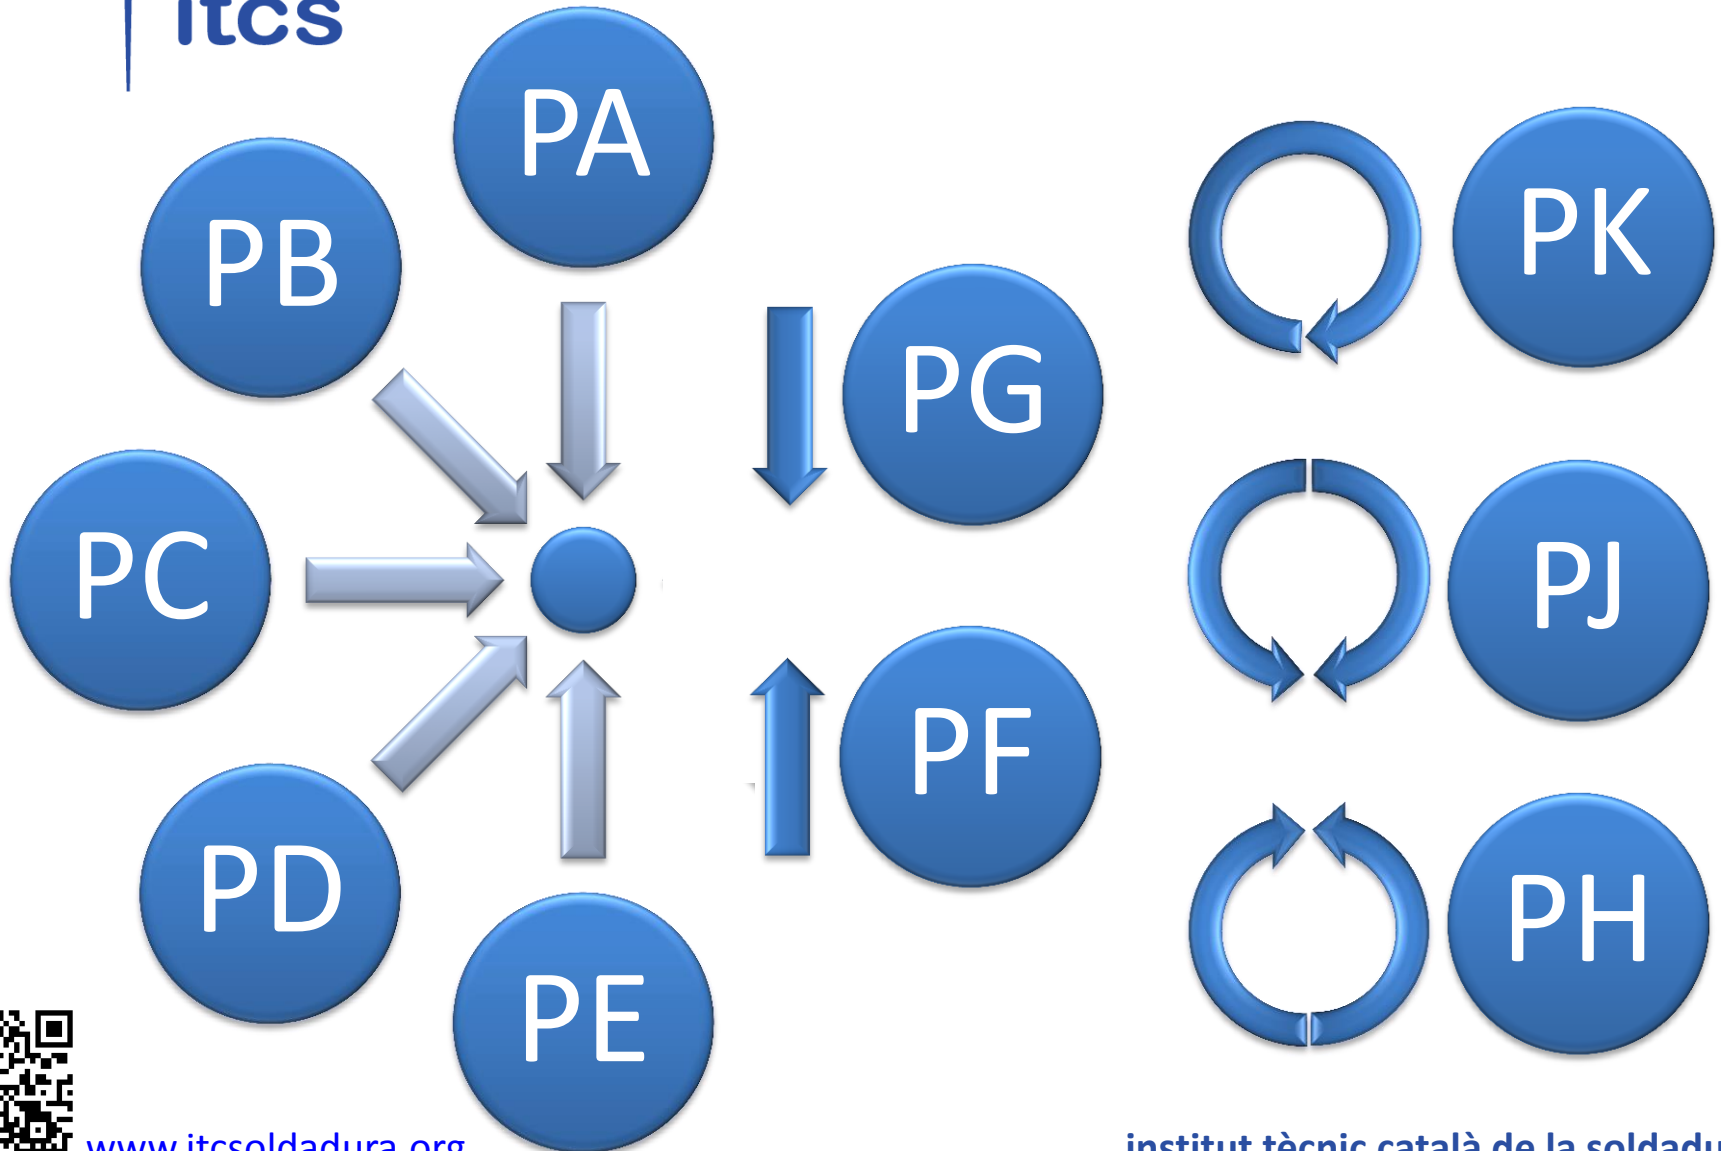 itcs
PA
PB
PK
PG
PC
PJ
PF
PD
PH
PE
www.itcsoldadura.org
institut tècnic català de la soldadu